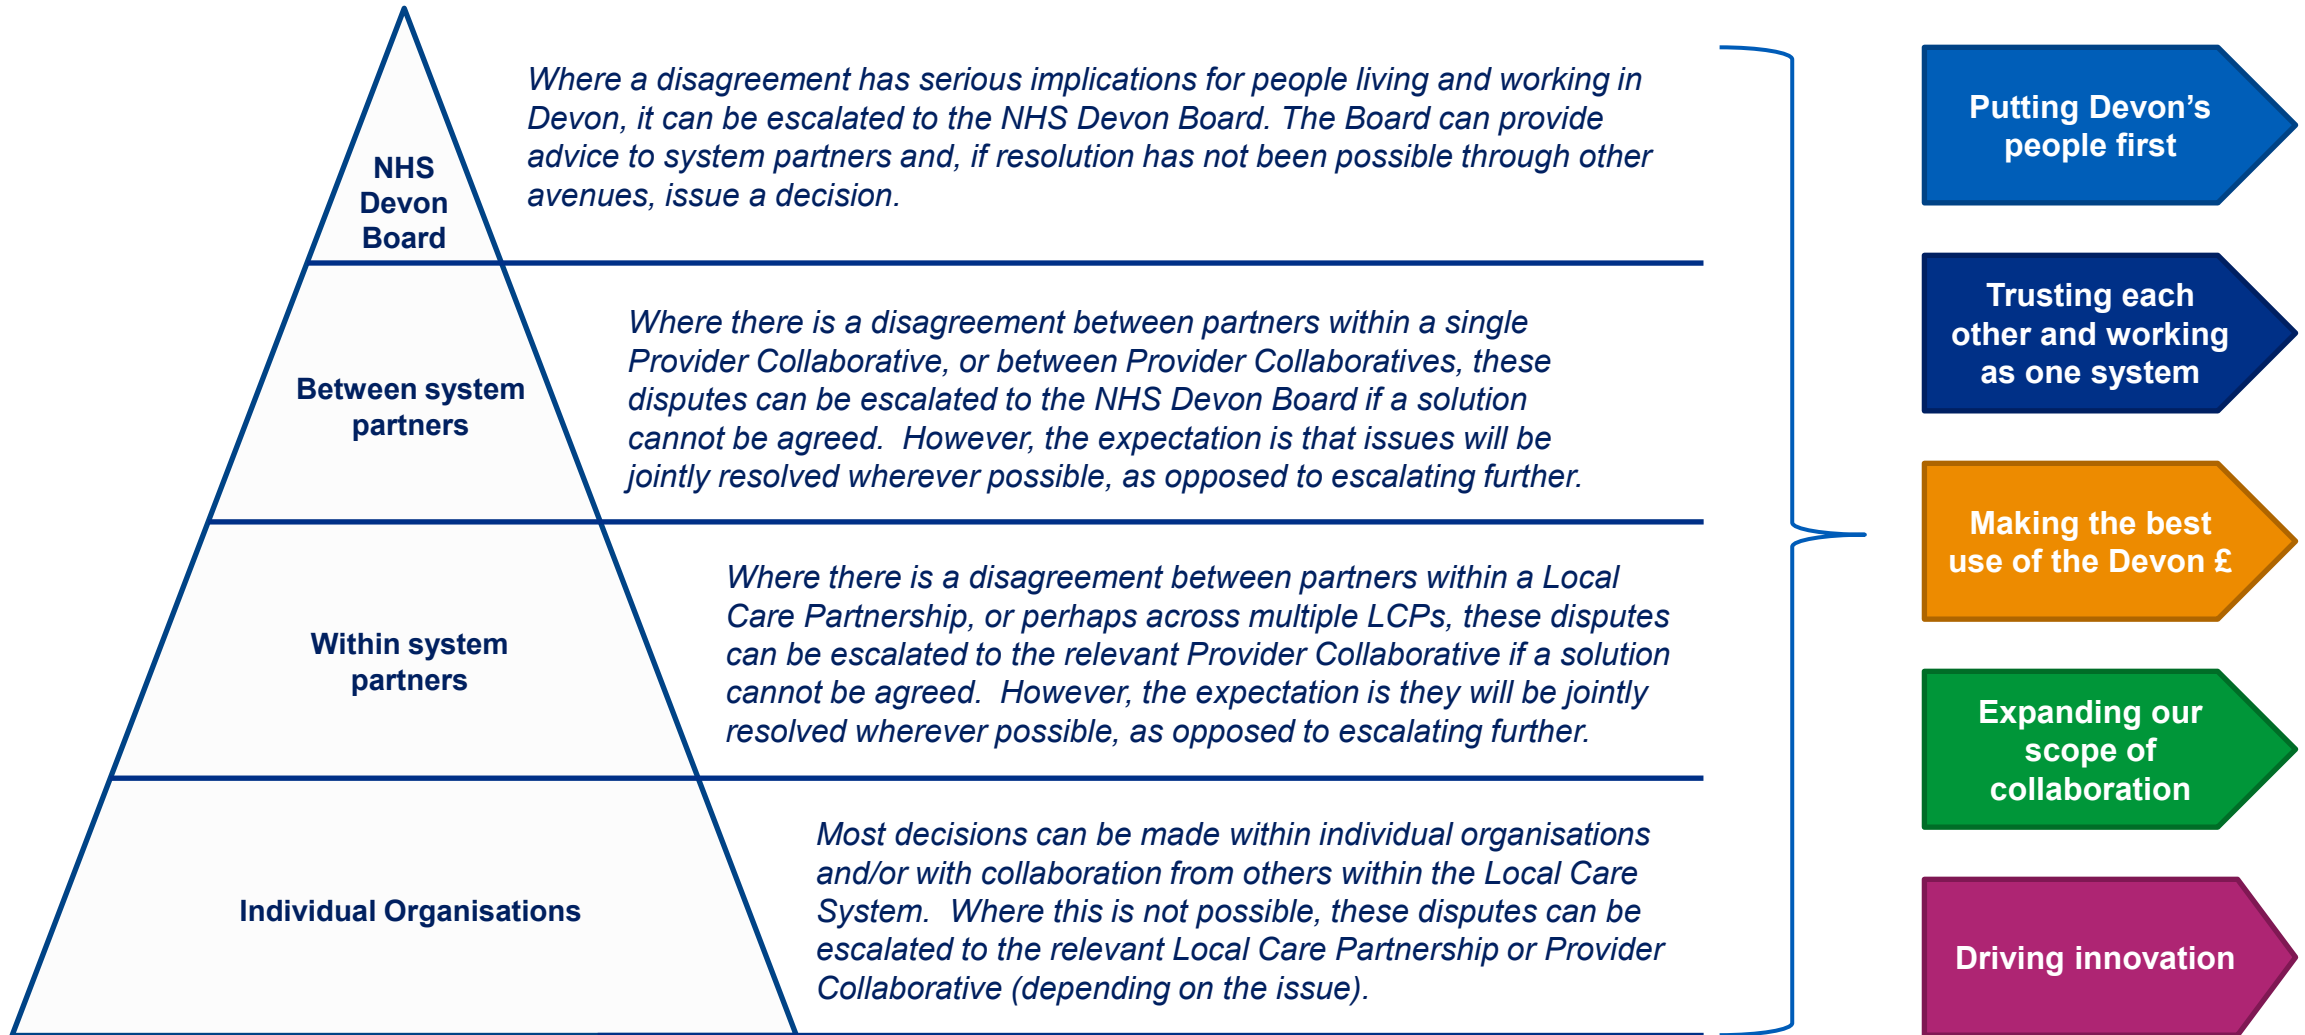 NHS
Devon
Board
Where a disagreement has serious implications for people living and working in
Devon, it can be escalated to the NHS Devon Board. The Board can provide
advice to system partners and, if resolution has not been possible through other
avenues, issue a decision.
Between system
partners
Where there is a disagreement between partners within a single
Provider Collaborative, or between Provider Collaboratives, these
disputes can be escalated to the NHS Devon Board if a solution
cannot be agreed.  However, the expectation is that issues will be
jointly resolved wherever possible, as opposed to escalating further.
Within system
partners
Where there is a disagreement between partners within a Local
Care Partnership, or perhaps across multiple LCPs, these disputes
can be escalated to the relevant Provider Collaborative if a solution
cannot be agreed.  However, the expectation is they will be jointly
resolved wherever possible, as opposed to escalating further.
Individual Organisations
Most decisions can be made within individual organisations
and/or with collaboration from others within the Local Care
System.  Where this is not possible, these disputes can be
escalated to the relevant Local Care Partnership or Provider
Collaborative (depending on the issue).
Putting Devon’s
people first
Trusting each
other and working
as one system
Making the best
use of the Devon £
Expanding our
scope of
collaboration
Driving innovation